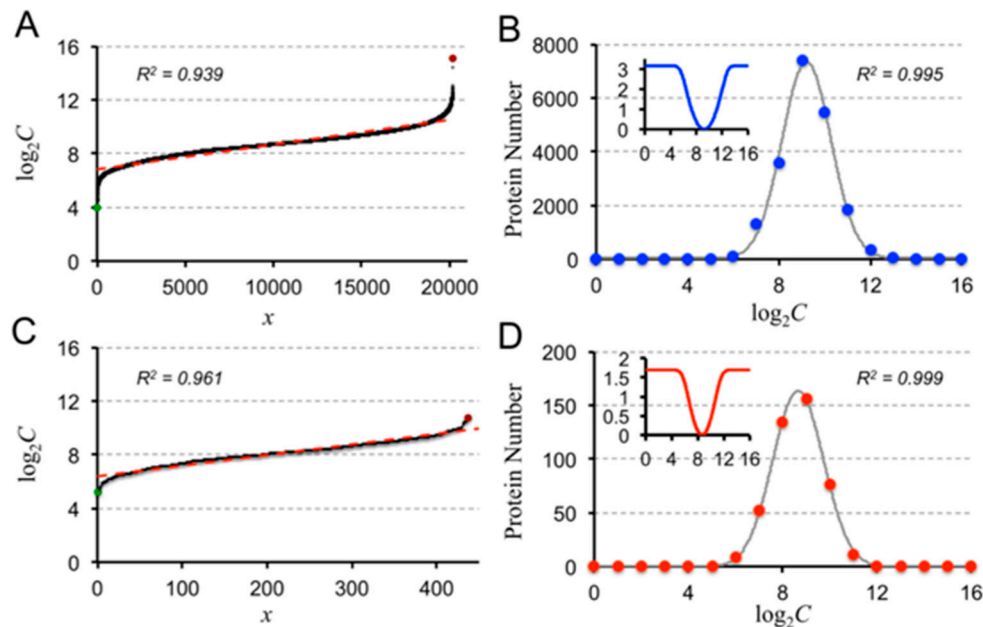 A
16
12
8
4
0
log₂C
R² = 0.939
0 5000 10000 15000 20000
x
B
8000
6000
4000
2000
0
Protein Number
R² = 0.995
3
2
1
0
0 4 8 12 16
0 4 8 12 16
log₂C
C
16
12
8
4
0
log₂C
R² = 0.961
0 100 200 300 400
x
D
200
150
100
50
0
Protein Number
R² = 0.999
2
1.5
1
0.5
0
0 4 8 12 16
0 4 8 12 16
log₂C